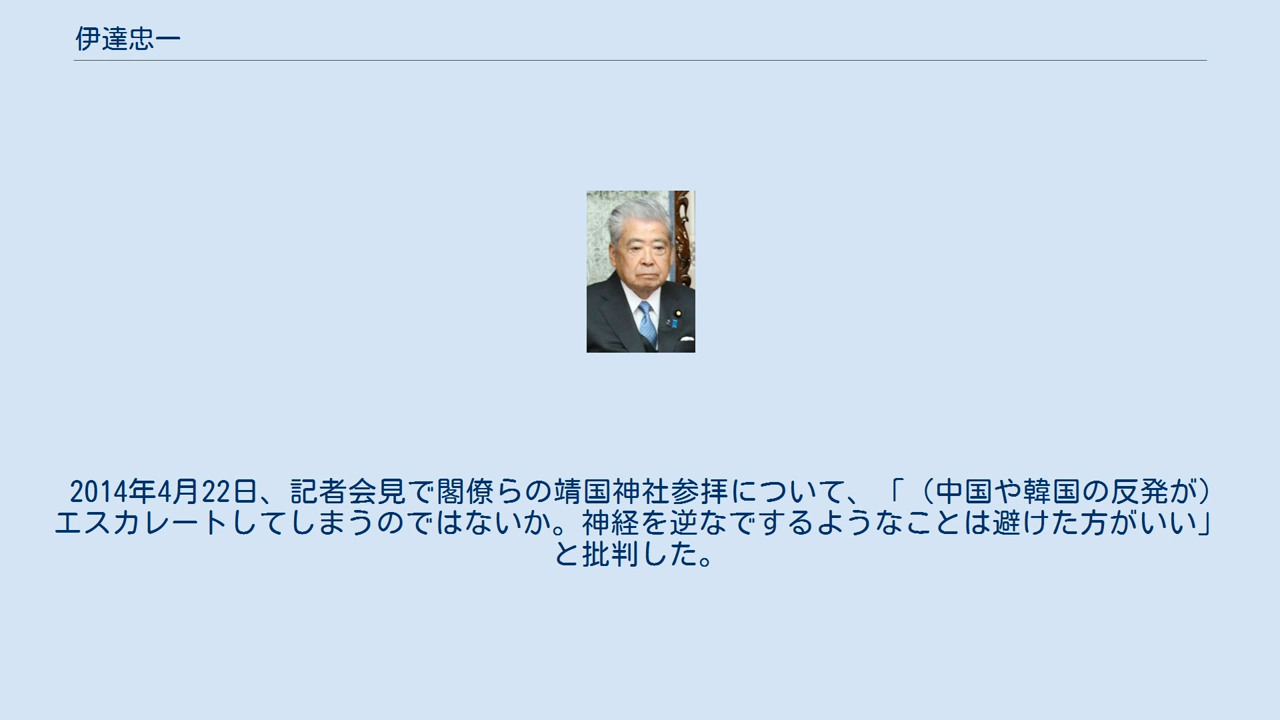 伊達忠一
2014年4月22日、記者会見で閣僚らの靖国神社参拝について、「（中国や韓国の反発が）
エスカレートしてしまうのではないか。神経を逆なでするようなことは避けた方がいい」
と批判した。